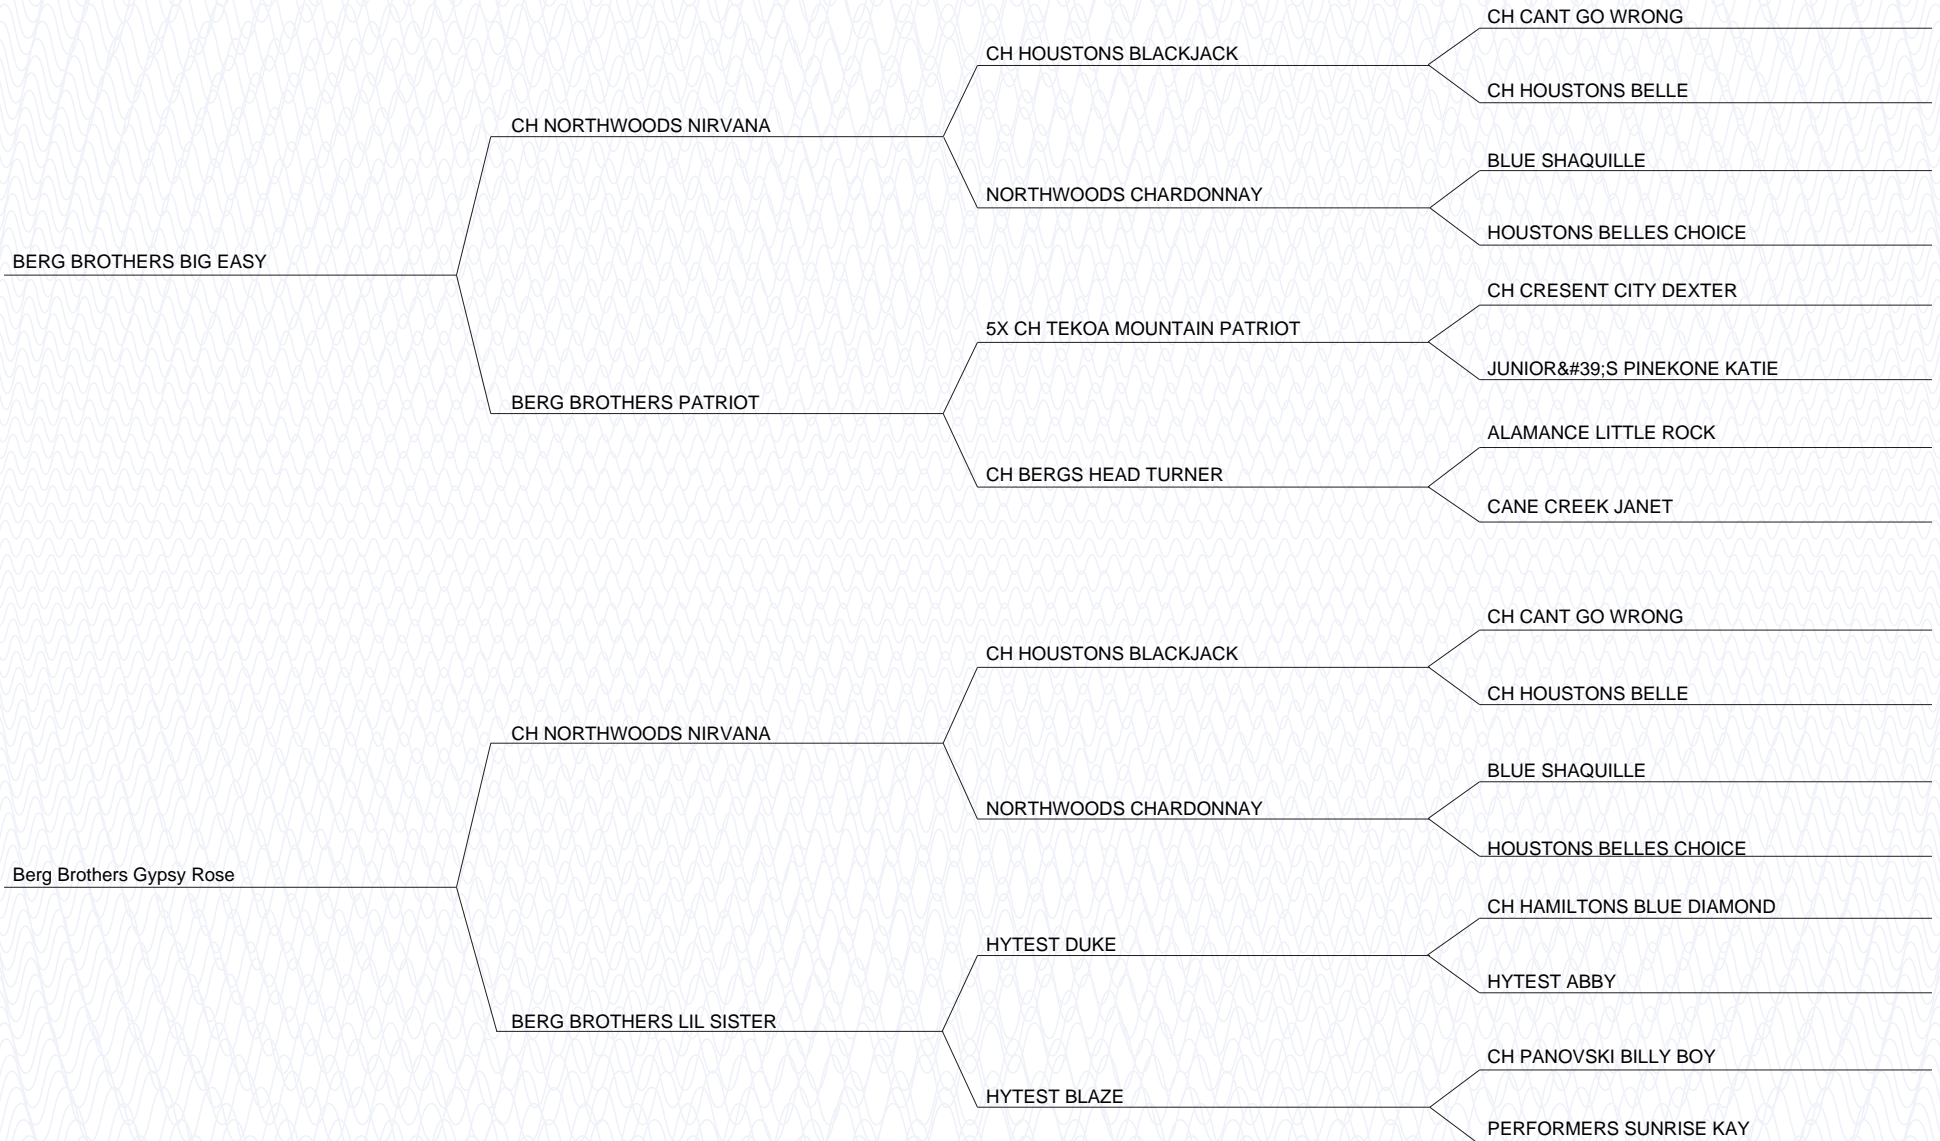 CH CANT GO WRONG
CH HOUSTONS BLACKJACK
CH HOUSTONS BELLE
CH NORTHWOODS NIRVANA
BLUE SHAQUILLE
NORTHWOODS CHARDONNAY
HOUSTONS BELLES CHOICE
BERG BROTHERS BIG EASY
CH CRESENT CITY DEXTER
5X CH TEKOA MOUNTAIN PATRIOT
JUNIOR&#39;S PINEKONE KATIE
BERG BROTHERS PATRIOT
ALAMANCE LITTLE ROCK
CH BERGS HEAD TURNER
CANE CREEK JANET
CH CANT GO WRONG
CH HOUSTONS BLACKJACK
CH HOUSTONS BELLE
CH NORTHWOODS NIRVANA
BLUE SHAQUILLE
NORTHWOODS CHARDONNAY
HOUSTONS BELLES CHOICE
Berg Brothers Gypsy Rose
CH HAMILTONS BLUE DIAMOND
HYTEST DUKE
HYTEST ABBY
BERG BROTHERS LIL SISTER
CH PANOVSKI BILLY BOY
HYTEST BLAZE
PERFORMERS SUNRISE KAY